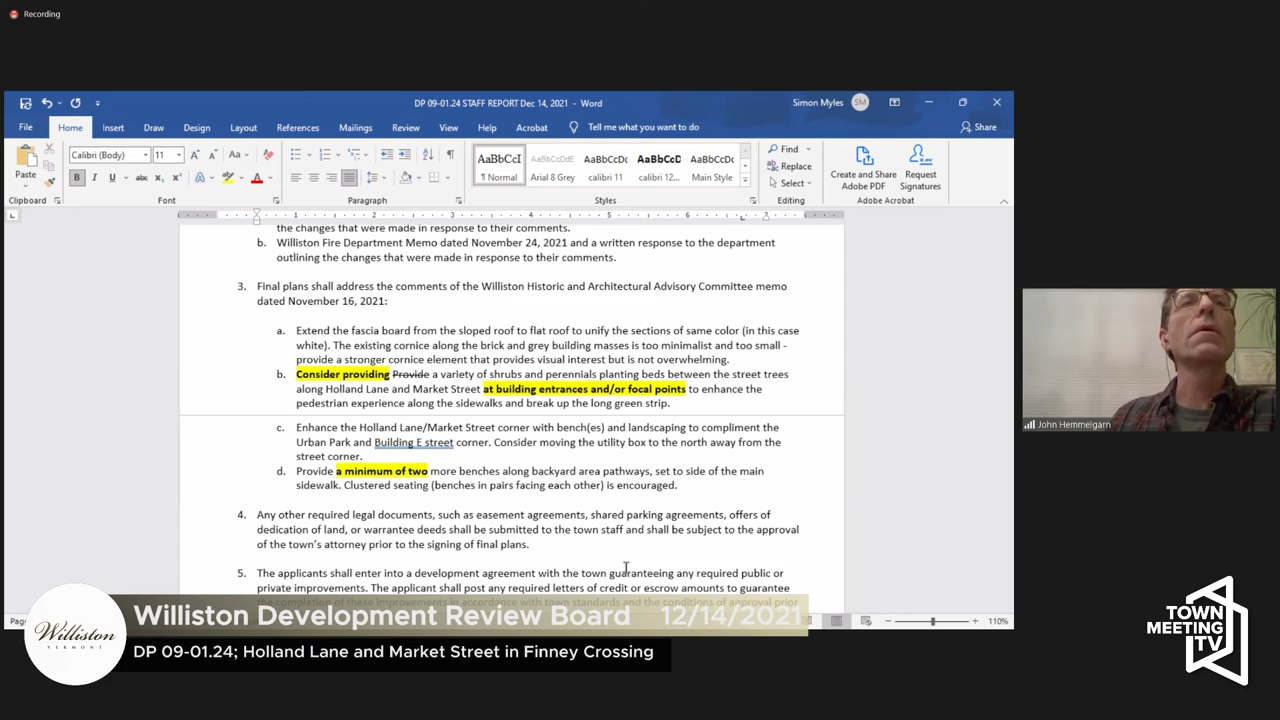 Recording
DP 09-01.24 STAFF REPORT Dec 14, 2021 - Word
Simon Myles
SM
File
Home
Insert
Draw
Design
Layout
References
Mailings
Review
View
Help
Acrobat
Tell me what you want to do
Share
Paste
Clipboard
Calibri (Body)
11
Font
Paragraph
AaBbCcI
¶ Normal
AaBbCcDdE
Arial 8 Grey
AaBbCcDc
calibri 11
AaBbCcD
calibri 12...
AaBbCcDc
Main Style
Styles
Find
Replace
Select
Editing
Create and Share
Adobe PDF
Request
Signatures
Adobe Acrobat
the changes that were made in response to their comments.
b. Williston Fire Department Memo dated November 24, 2021 and a written response to the department
outlining the changes that were made in response to their comments.
3. Final plans shall address the comments of the Williston Historic and Architectural Advisory Committee memo
dated November 16, 2021:
a. Extend the fascia board from the sloped roof to flat roof to unify the sections of same color (in this case
white). The existing cornice along the brick and grey building masses is too minimalist and too small -
provide a stronger cornice element that provides visual interest but is not overwhelming.
b. Consider providing Provide a variety of shrubs and perennials planting beds between the street trees
along Holland Lane and Market Street at building entrances and/or focal points to enhance the
pedestrian experience along the sidewalks and break up the long green strip.
c. Enhance the Holland Lane/Market Street corner with bench(es) and landscaping to compliment the
Urban Park and Building E street corner. Consider moving the utility box to the north away from the
street corner.
d. Provide a minimum of two more benches along backyard area pathways, set to side of the main
sidewalk. Clustered seating (benches in pairs facing each other) is encouraged.
4. Any other required legal documents, such as easement agreements, shared parking agreements, offers of
dedication of land, or warrantee deeds shall be submitted to the town staff and shall be subject to the approval
of the town's attorney prior to the signing of final plans.
5. The applicants shall enter into a development agreement with the town guaranteeing any required public or
private improvements. The applicant shall post any required letters of credit or escrow amounts to guarantee
the completion of these improvements in accordance with town standards and the conditions of approval prior
110%
John Hemmelgarn
Williston
VERMONT
Williston Development Review Board 12/14/2021
DP 09-01.24; Holland Lane and Market Street in Finney Crossing
TOWN
MEETING
TV